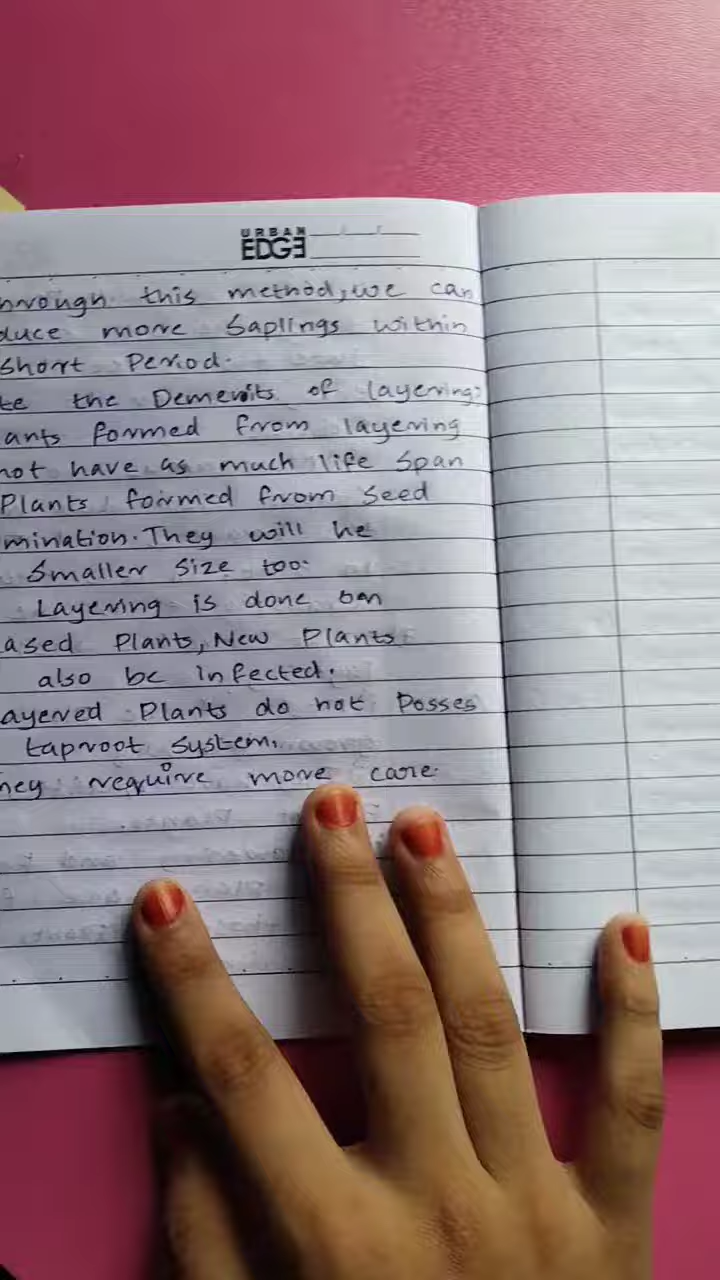 URBAN
EDGE
hrough this method, we can
duce more Saplings within
short Period.
te the Demerits of layering?
ants formed from layering
not have as much life span
Plants formed from seed
mination. They will be
Smaller size too.
Layering is done on
ased Plants, New Plants
also be infected.
ayered Plants do not Posses
taproot system.
hey require more care.